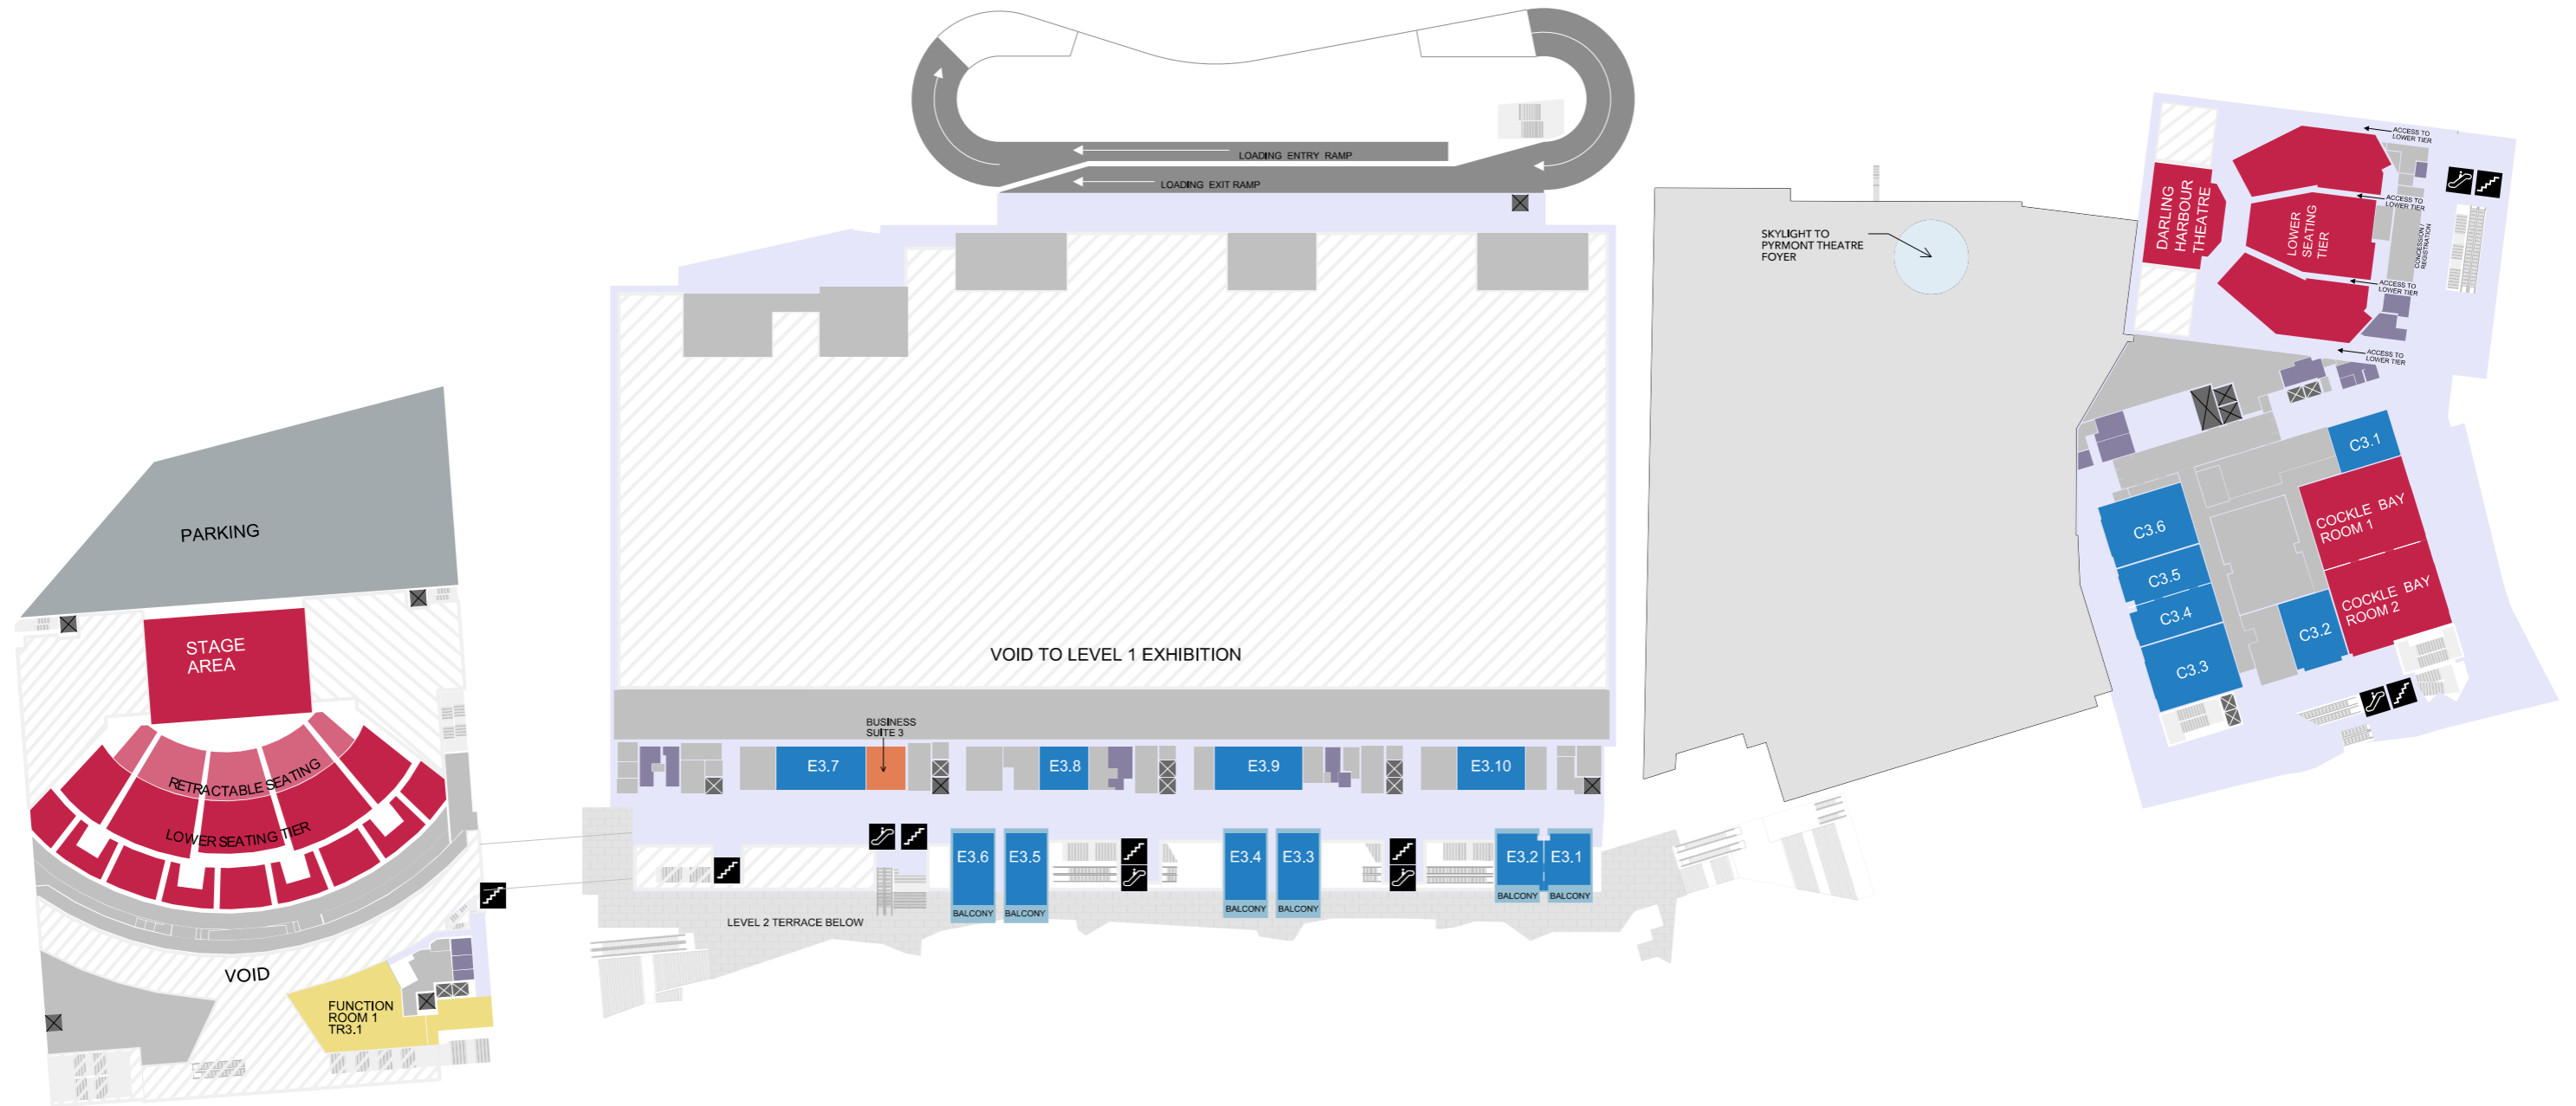 LOADING ENTRY RAMP
LOADING EXIT RAMP
ACCESS TO
LOWER TIER
ACCESS TO
LOWER TIER
DARLING
HARBOUR
THEATRE
LOWER
SEATING
TIER
CONCESSION /
REGISTRATION
SKYLIGHT TO
PYRMONT THEATRE
FOYER
ACCESS TO
LOWER TIER
ACCESS TO
LOWER TIER
C3.1
COCKLE BAY
ROOM 1
C3.6
C3.5
COCKLE BAY
ROOM 2
C3.4
C3.2
C3.3
PARKING
STAGE
AREA
RETRACTABLE SEATING
LOWER SEATING TIER
VOID
FUNCTION
ROOM 1
TR3.1
VOID TO LEVEL 1 EXHIBITION
BUSINESS
SUITE 3
E3.7
E3.8
E3.9
E3.10
E3.6
E3.5
E3.4
E3.3
E3.2
E3.1
BALCONY
BALCONY
BALCONY
BALCONY
BALCONY
BALCONY
LEVEL 2 TERRACE BELOW